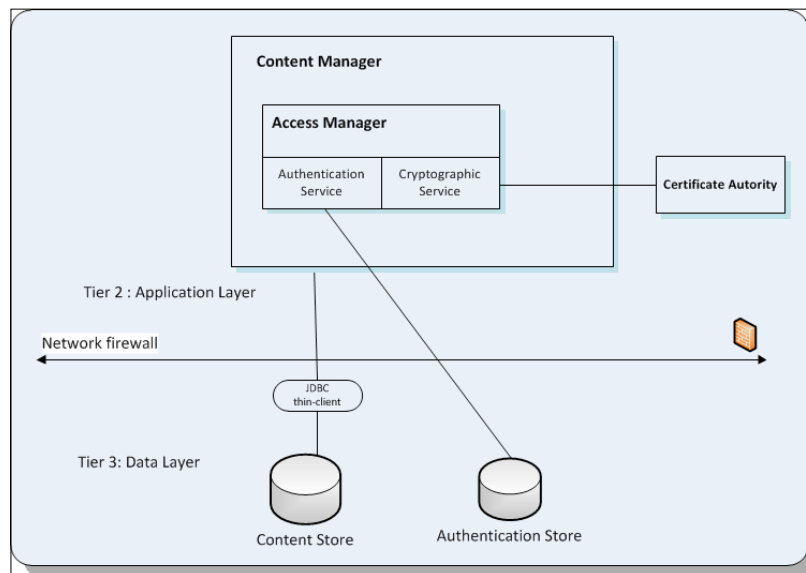 Content Manager
Access Manager
Authentication
Service
Cryptographic
Service
Certificate Autority
Tier 2 : Application Layer
Network firewall
JDBC
thin-client
Tier 3: Data Layer
Content Store
Authentication Store